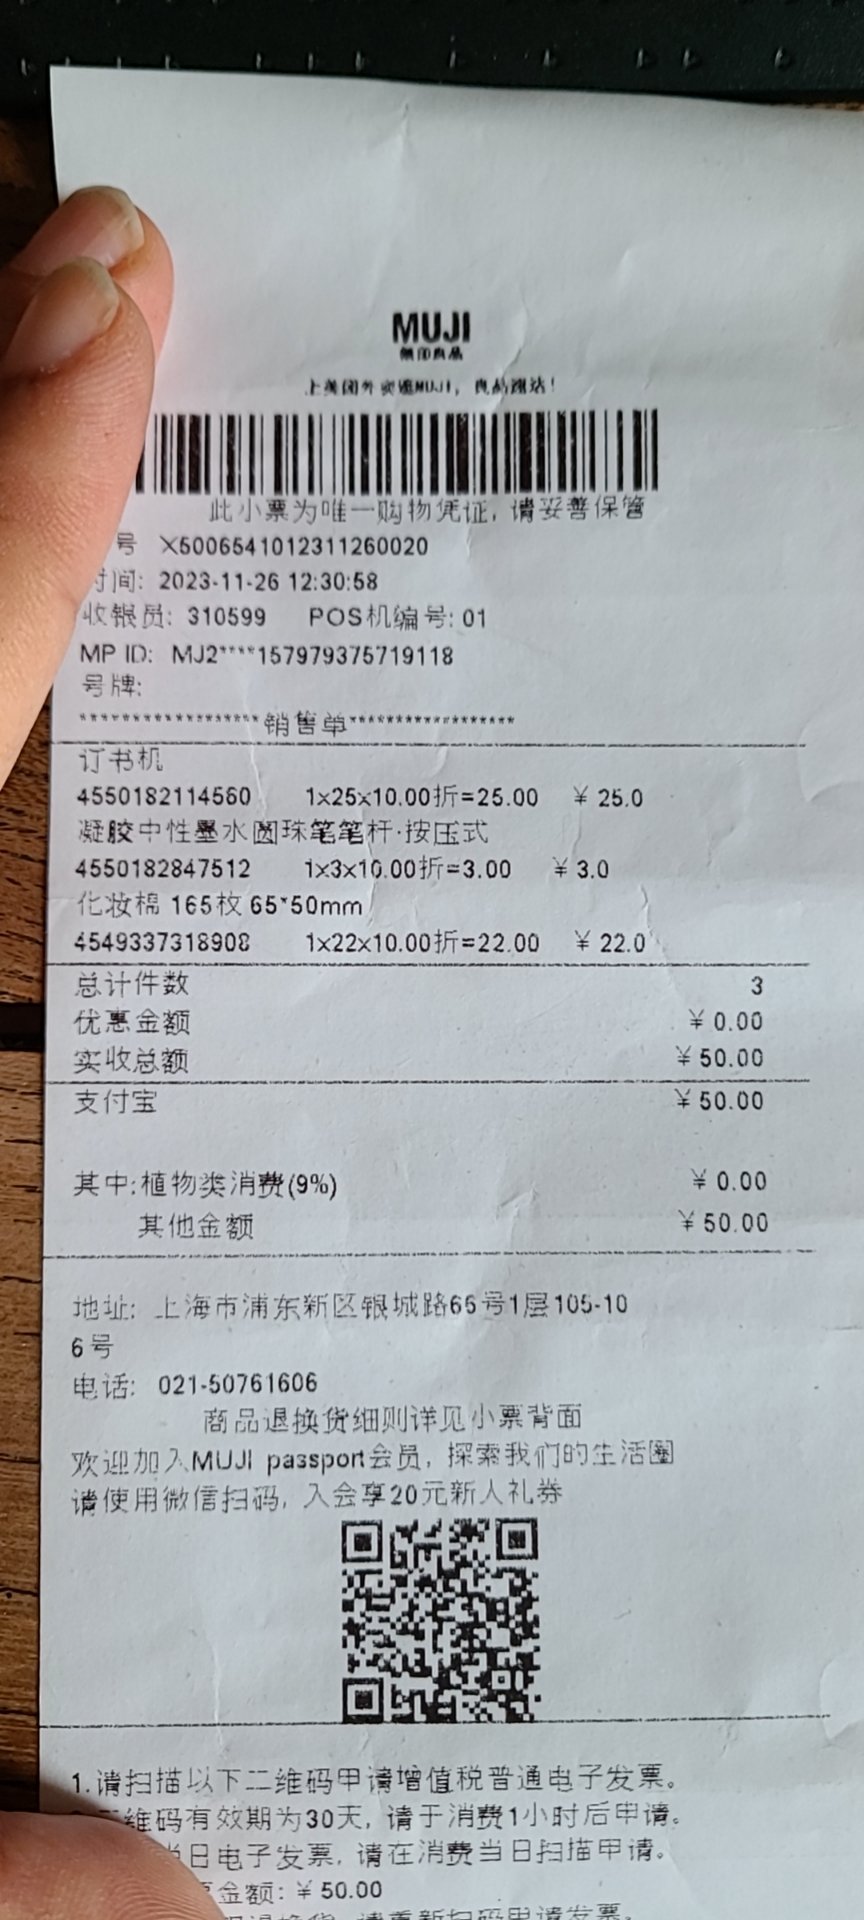 MUJI
無印良品
上美团外卖逛MUJI，良品速达！
此小票为唯一购物凭证, 请妥善保管
号 X5006541012311260020
时间: 2023-11-26 12:30:58
收银员: 310599 POS机编号: 01
MP ID: MJ2****157979375719118
号牌:
********************销售单******************
订书机
4550182114560 1x25x10.00折=25.00 ￥25.0
凝胶中性墨水圆珠笔笔杆·按压式
4550182847512 1x3x10.00折=3.00 ￥3.0
化妆棉 165枚 65*50mm
4549337318908 1x22x10.00折=22.00 ￥22.0
总计件数 3
优惠金额 ￥0.00
实收总额 ￥50.00
支付宝 ￥50.00
其中:植物类消费(9%) ￥0.00
其他金额 ￥50.00
地址: 上海市浦东新区银城路66号1层105-10
6号
电话: 021-50761606
商品退换货细则详见小票背面
欢迎加入MUJI passport会员, 探索我们的生活圈
请使用微信扫码, 入会享20元新人礼券
1.请扫描以下二维码申请增值税普通电子发票。
二维码有效期为30天, 请于消费1小时后申请。
当日电子发票, 请在消费当日扫描申请。
金额: ￥50.00
退换货, 请重新扫码申请发票。